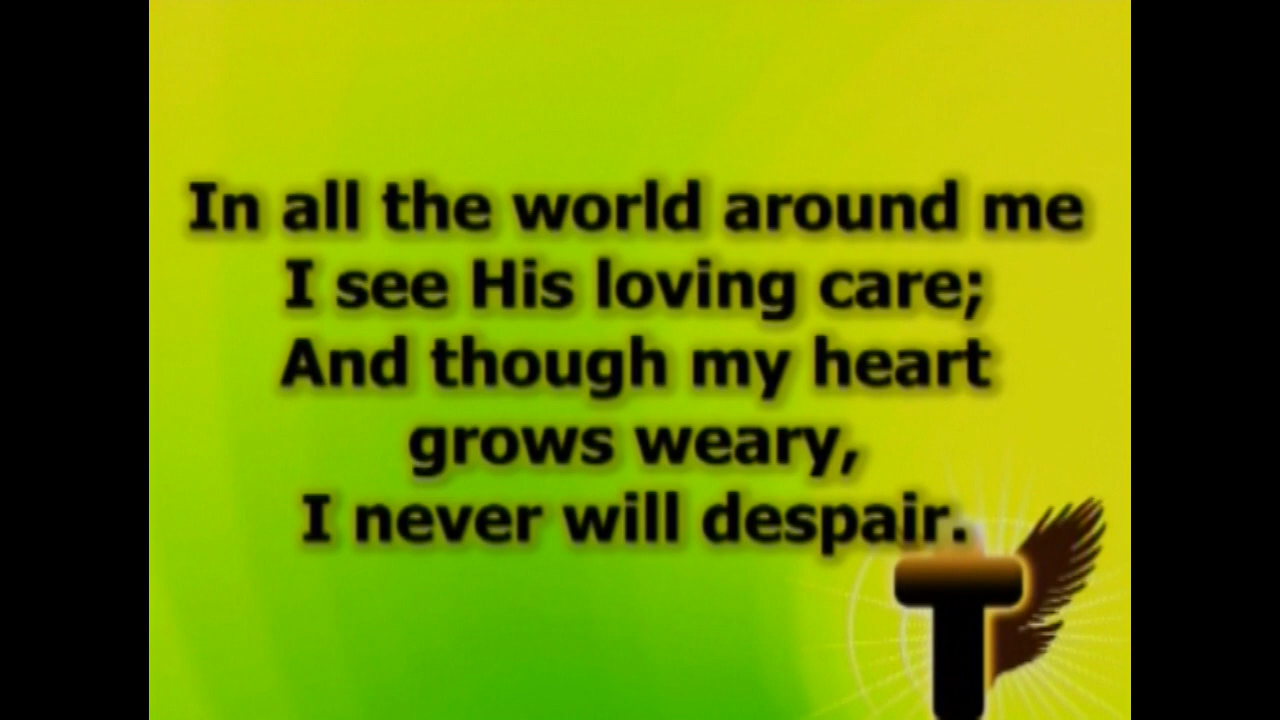 In all the world around me
I see His loving care;
And though my heart
grows weary,
I never will despair.